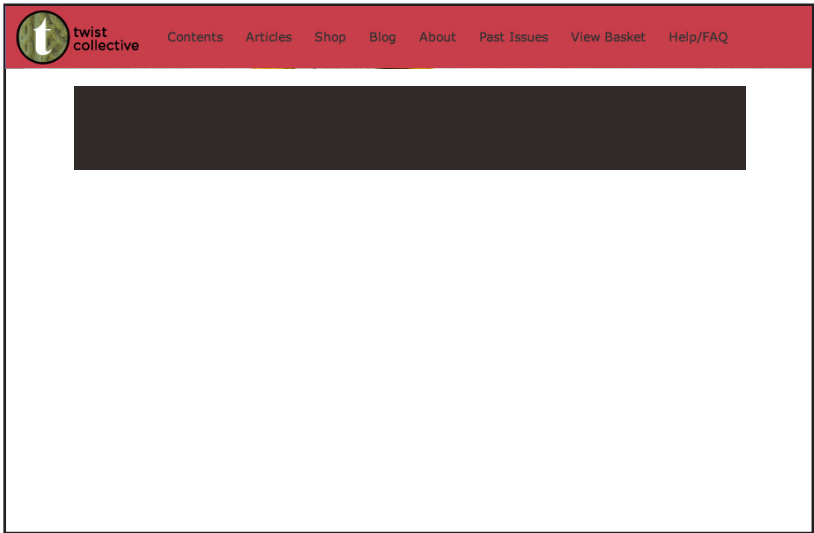 t
twist
collective
Contents Articles Shop Blog About Past Issues View Basket Help/FAQ